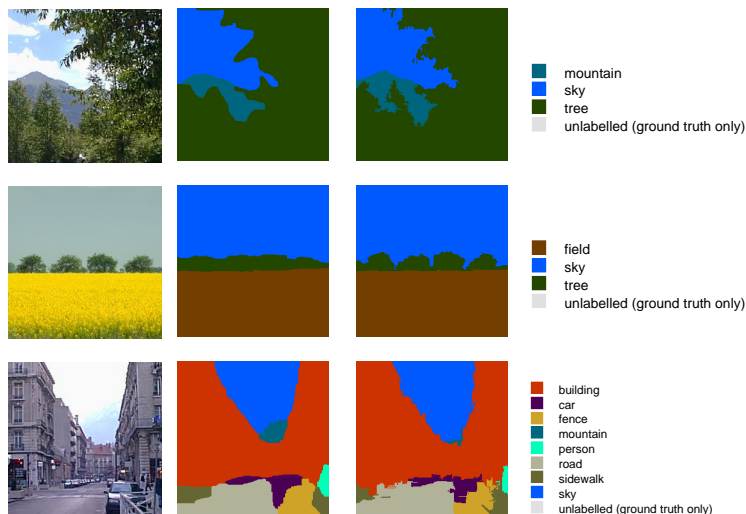 mountain
sky
tree
unlabelled (ground truth only)
field
sky
tree
unlabelled (ground truth only)
building
car
fence
mountain
person
road
sidewalk
sky
unlabelled (ground truth only)